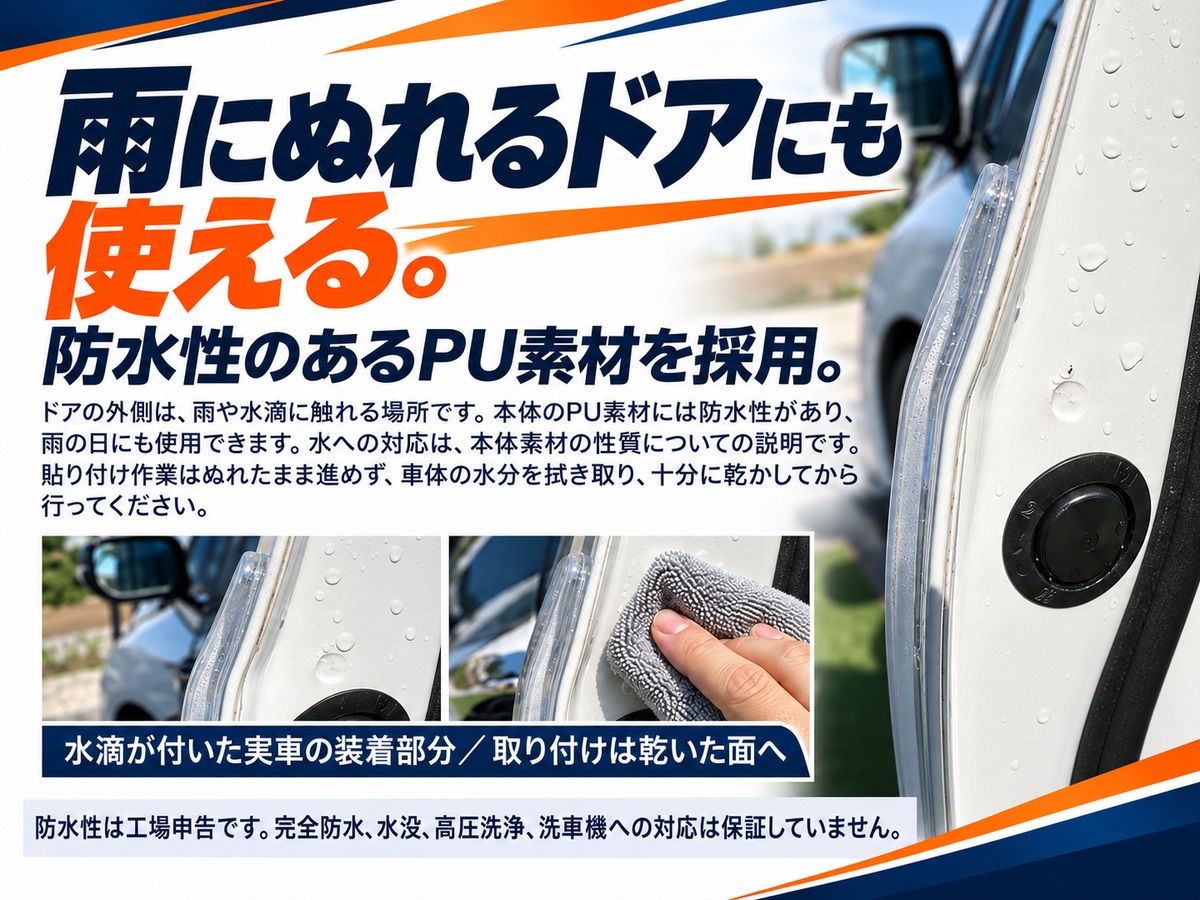 雨にぬれるドアにも
使える。
防水性のあるPU素材を採用。
ドアの外側は、雨や水滴に触れる場所です。本体のPU素材には防水性があり、
雨の日にも使用できます。水への対応は、本体素材の性質についての説明です。
貼り付け作業はぬれたまま進めず、車体の水分を拭き取り、十分に乾かしてから
行ってください。
水滴が付いた実車の装着部分／取り付けは乾いた面へ
防水性は工場申告です。完全防水、水没、高圧洗浄、洗車機への対応は保証していません。